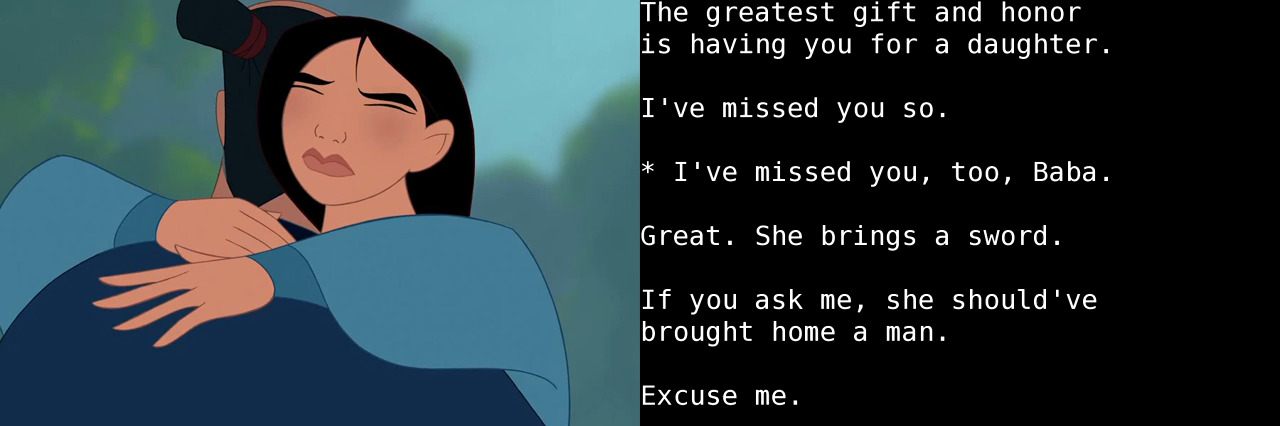 The greatest gift and honor
is having you for a daughter.
I've missed you so.
* I've missed you, too, Baba.
Great. She brings a sword.
If you ask me, she should've
brought home a man.
Excuse me.